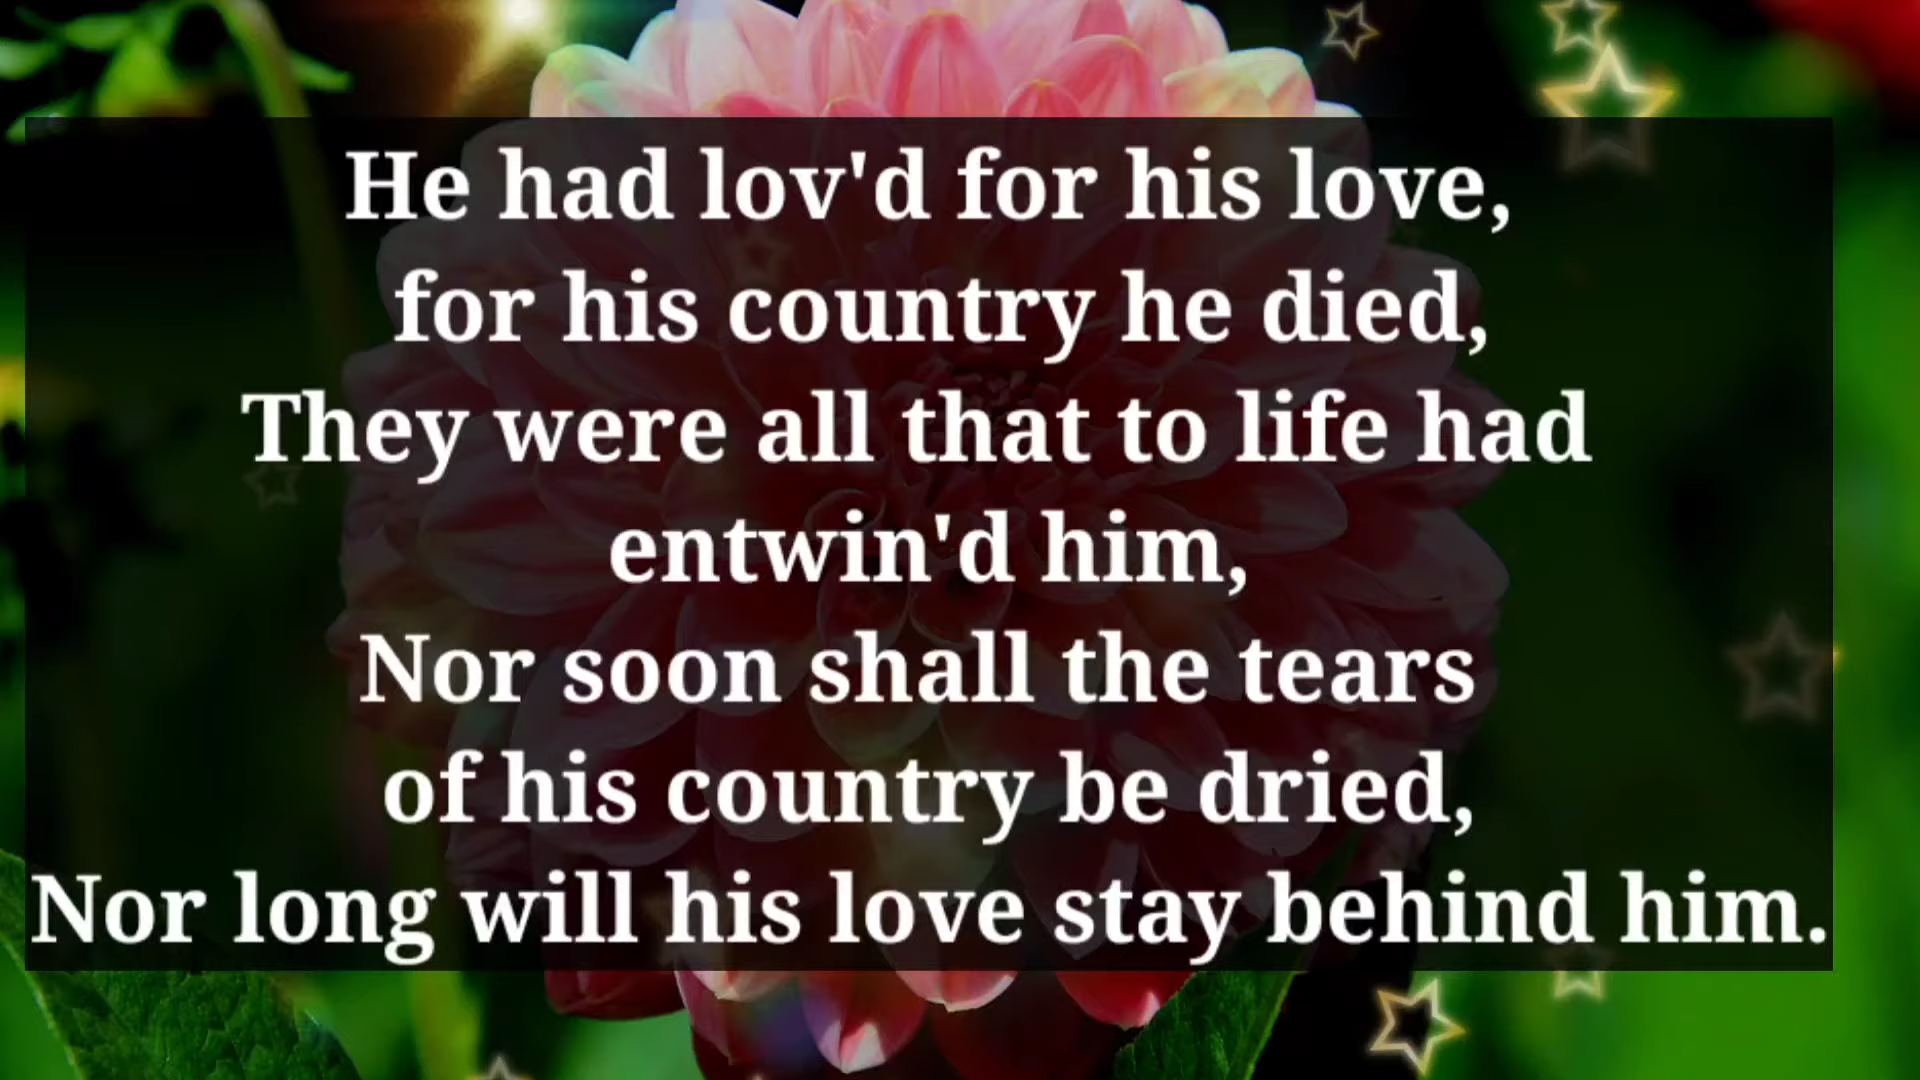 He had lov'd for his love,
for his country he died,
They were all that to life had
entwin'd him,
Nor soon shall the tears
of his country be dried,
Nor long will his love stay behind him.